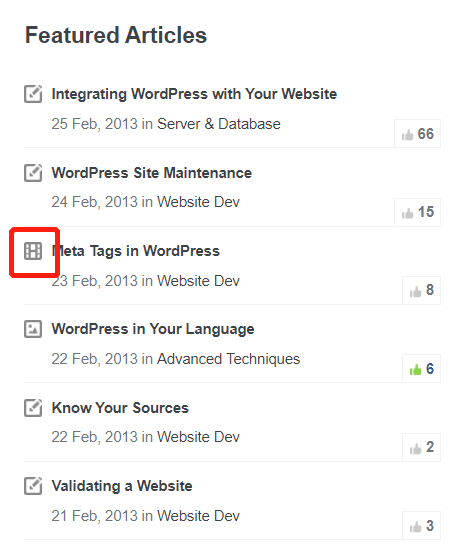 Featured Articles
Integrating WordPress with Your Website
25 Feb, 2013 in Server & Database
66
WordPress Site Maintenance
24 Feb, 2013 in Website Dev
15
Meta Tags in WordPress
23 Feb, 2013 in Website Dev
8
WordPress in Your Language
22 Feb, 2013 in Advanced Techniques
6
Know Your Sources
22 Feb, 2013 in Website Dev
2
Validating a Website
21 Feb, 2013 in Website Dev
3